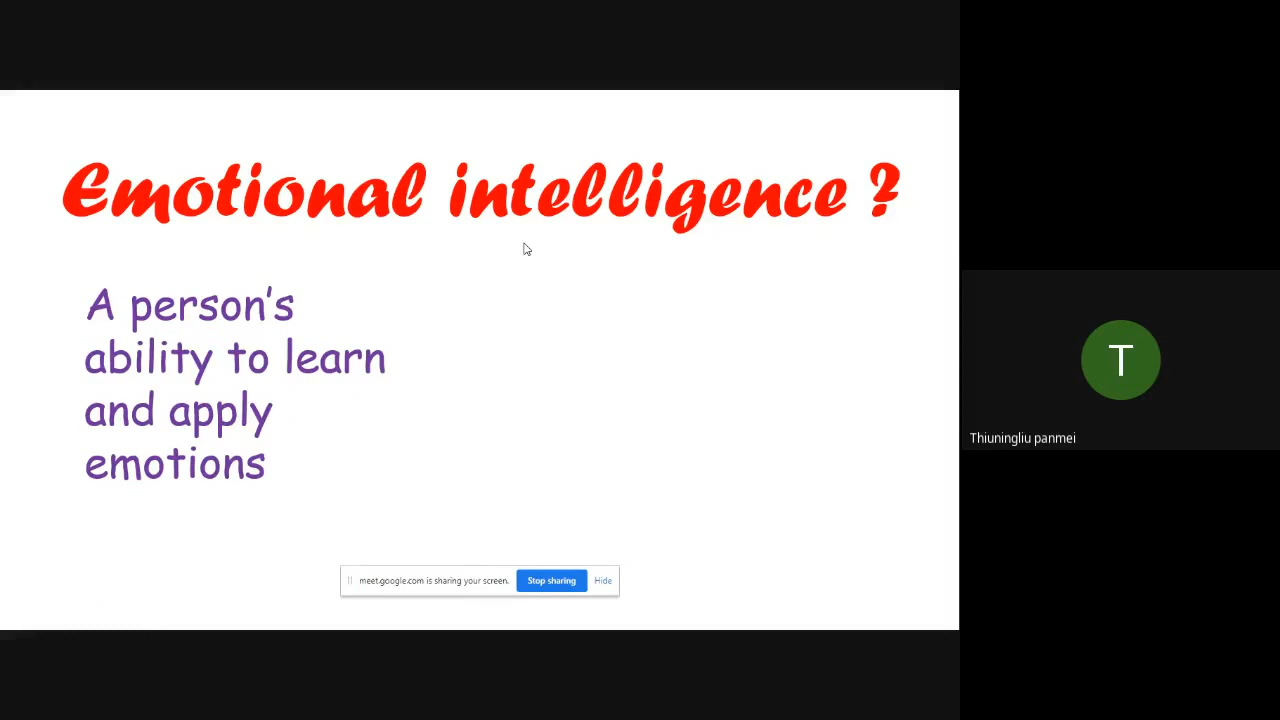 Emotional intelligence ?
A person's
ability to learn
and apply
emotions
meet.google.com is sharing your screen. Stop sharing Hide
T
Thiuningliu panmei